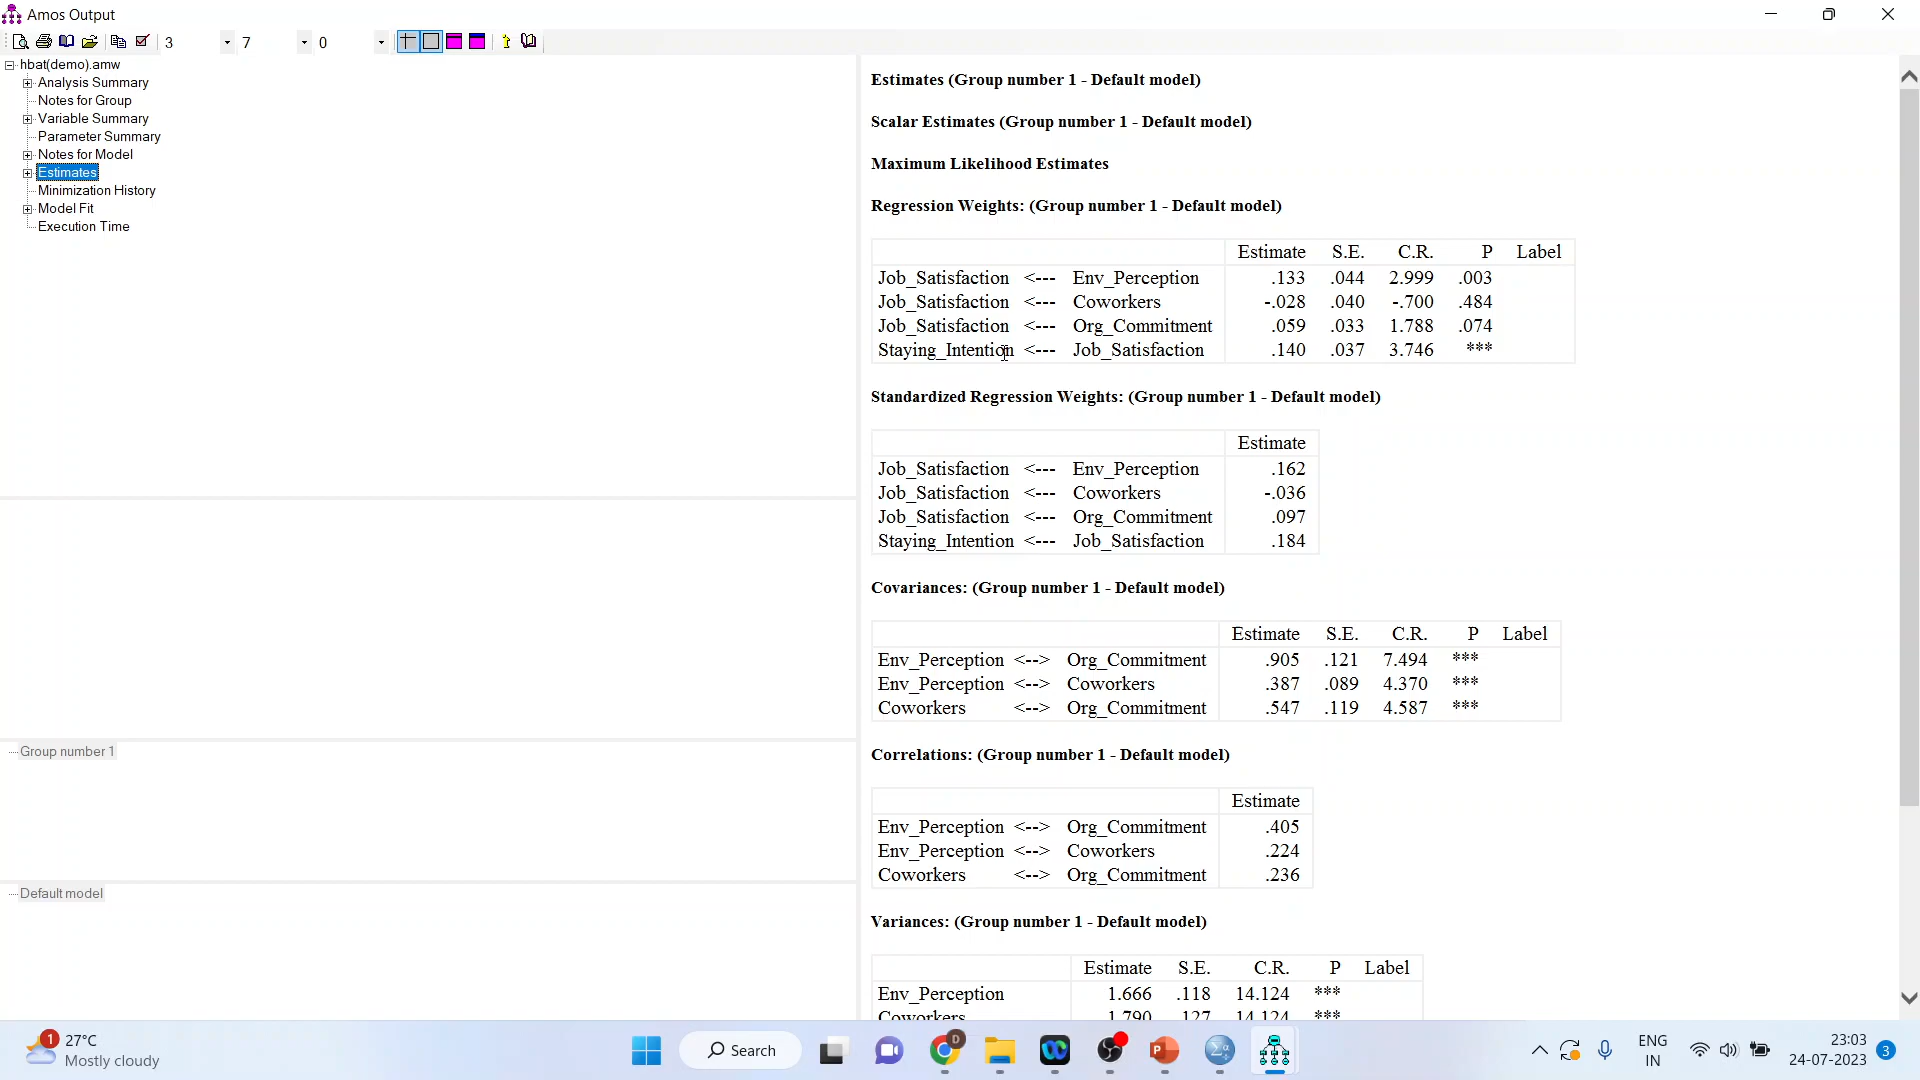 Amos Output
3 7 0
hbat(demo).amw
Analysis Summary
Notes for Group
Variable Summary
Parameter Summary
Notes for Model
Estimates
Minimization History
Model Fit
Execution Time
Group number 1
Default model
Estimates (Group number 1 - Default model)
Scalar Estimates (Group number 1 - Default model)
Maximum Likelihood Estimates
Regression Weights: (Group number 1 - Default model)
Estimate S.E. C.R. P Label
Job_Satisfaction <--- Env_Perception .133 .044 2.999 .003
Job_Satisfaction <--- Coworkers -.028 .040 -.700 .484
Job_Satisfaction <--- Org_Commitment .059 .033 1.788 .074
Staying_Intention <--- Job_Satisfaction .140 .037 3.746 ***
Standardized Regression Weights: (Group number 1 - Default model)
Estimate
Job_Satisfaction <--- Env_Perception .162
Job_Satisfaction <--- Coworkers -.036
Job_Satisfaction <--- Org_Commitment .097
Staying_Intention <--- Job_Satisfaction .184
Covariances: (Group number 1 - Default model)
Estimate S.E. C.R. P Label
Env_Perception <--> Org_Commitment .905 .121 7.494 ***
Env_Perception <--> Coworkers .387 .089 4.370 ***
Coworkers <--> Org_Commitment .547 .119 4.587 ***
Correlations: (Group number 1 - Default model)
Estimate
Env_Perception <--> Org_Commitment .405
Env_Perception <--> Coworkers .224
Coworkers <--> Org_Commitment .236
Variances: (Group number 1 - Default model)
Estimate S.E. C.R. P Label
Env_Perception 1.666 .118 14.124 ***
Coworkers 1.790 .127 14.124 ***
1
27°C
Mostly cloudy
Search
D
ENG
IN
23:03
24-07-2023
3